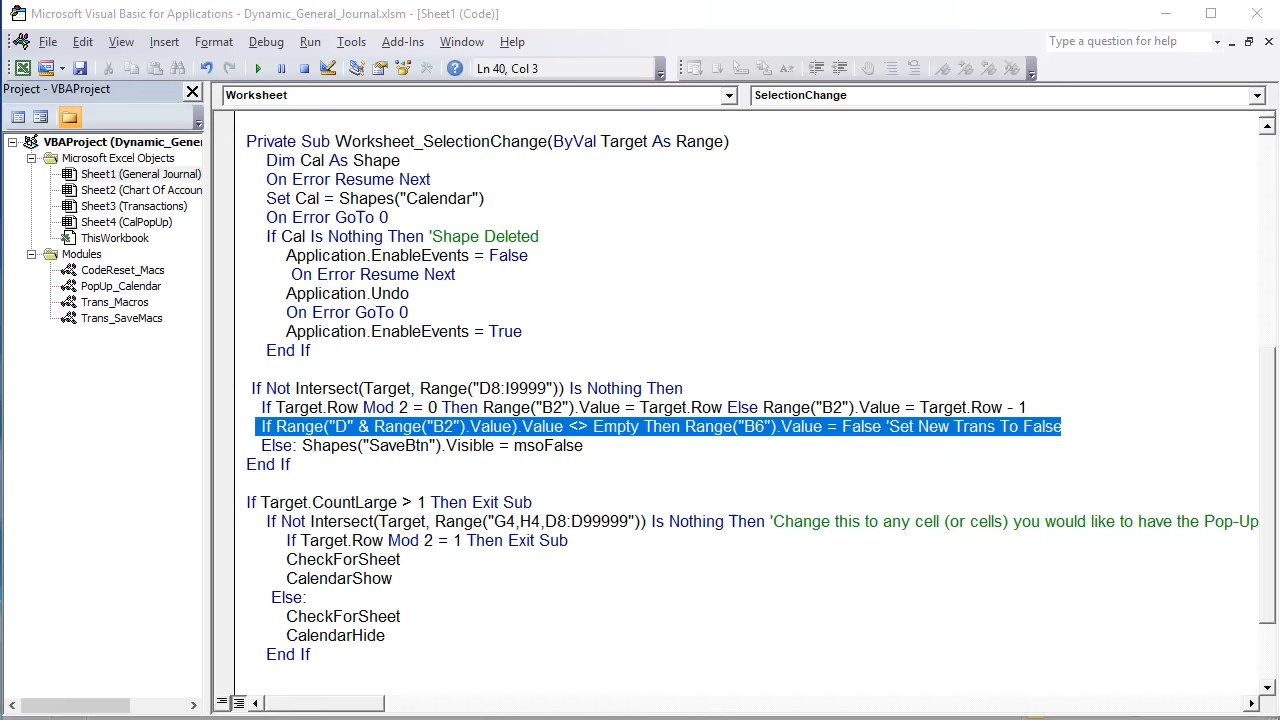 Microsoft Visual Basic for Applications - Dynamic_General_Journal.xlsm - [Sheet1 (Code)]
File Edit View Insert Format Debug Run Tools Add-Ins Window Help
Type a question for help
Ln 40, Col 3
Project - VBAProject
Worksheet
SelectionChange
VBAProject (Dynamic_Gener
Microsoft Excel Objects
Sheet1 (General Journal)
Sheet2 (Chart Of Accoun
Sheet3 (Transactions)
Sheet4 (CalPopUp)
ThisWorkbook
Modules
CodeReset_Macs
PopUp_Calendar
Trans_Macros
Trans_SaveMacs
Private Sub Worksheet_SelectionChange(ByVal Target As Range)
Dim Cal As Shape
On Error Resume Next
Set Cal = Shapes("Calendar")
On Error GoTo 0
If Cal Is Nothing Then 'Shape Deleted
Application.EnableEvents = False
On Error Resume Next
Application.Undo
On Error GoTo 0
Application.EnableEvents = True
End If
If Not Intersect(Target, Range("D8:I9999")) Is Nothing Then
If Target.Row Mod 2 = 0 Then Range("B2").Value = Target.Row Else Range("B2").Value = Target.Row - 1
If Range("D" & Range("B2").Value).Value <> Empty Then Range("B6").Value = False 'Set New Trans To False
Else: Shapes("SaveBtn").Visible = msoFalse
End If
If Target.CountLarge > 1 Then Exit Sub
If Not Intersect(Target, Range("G4,H4,D8:D99999")) Is Nothing Then 'Change this to any cell (or cells) you would like to have the Pop-Up
If Target.Row Mod 2 = 1 Then Exit Sub
CheckForSheet
CalendarShow
Else:
CheckForSheet
CalendarHide
End If